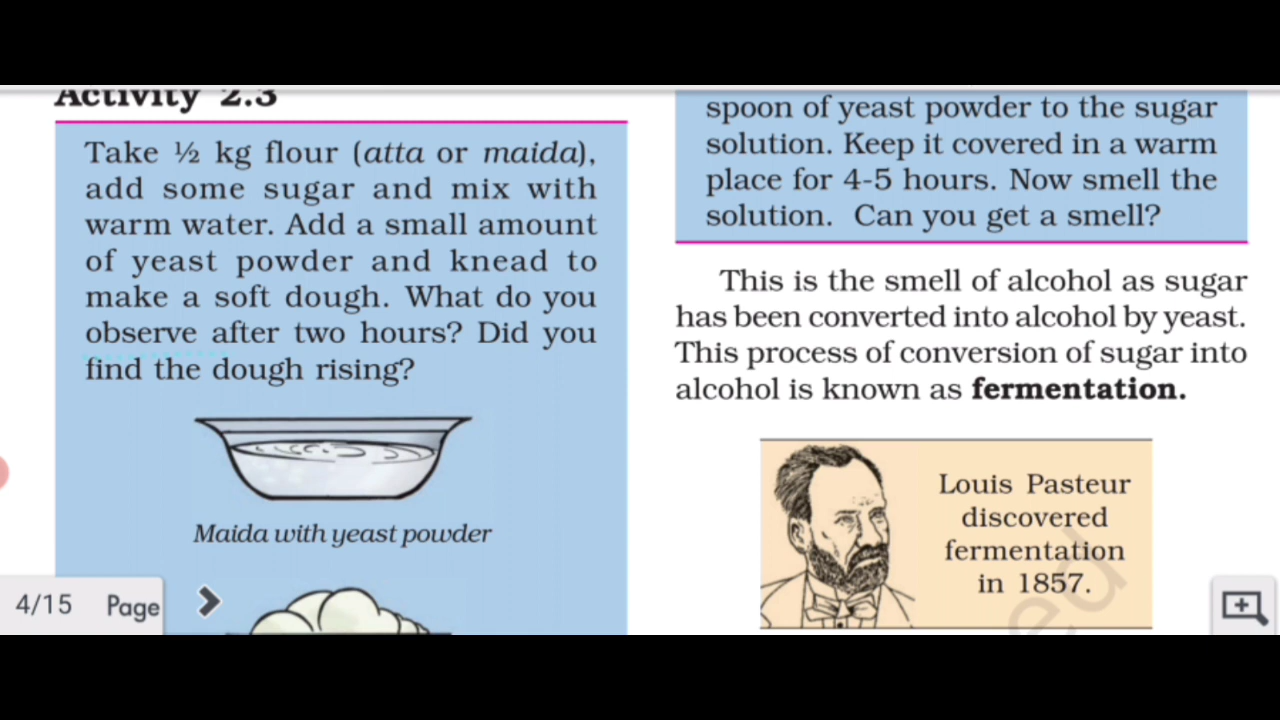 Activity 2.3
Take ½ kg flour (atta or maida),
add some sugar and mix with
warm water. Add a small amount
of yeast powder and knead to
make a soft dough. What do you
observe after two hours? Did you
find the dough rising?
Maida with yeast powder
4/15 Page
spoon of yeast powder to the sugar
solution. Keep it covered in a warm
place for 4-5 hours. Now smell the
solution. Can you get a smell?
This is the smell of alcohol as sugar
has been converted into alcohol by yeast.
This process of conversion of sugar into
alcohol is known as fermentation.
Louis Pasteur
discovered
fermentation
in 1857.
ed